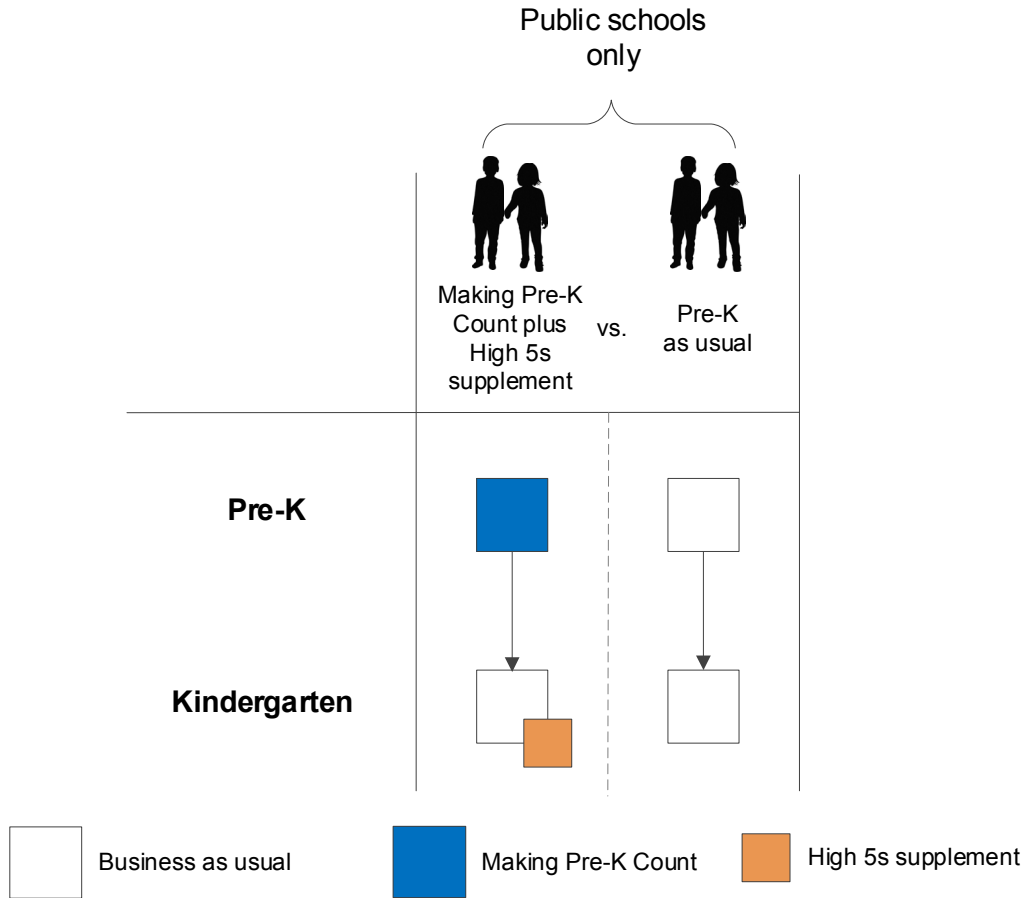 Public schools
only
Making Pre-K
Count plus
High 5s
supplement
vs.
Pre-K
as usual
Pre-K
Kindergarten
Business as usual
Making Pre-K Count
High 5s supplement